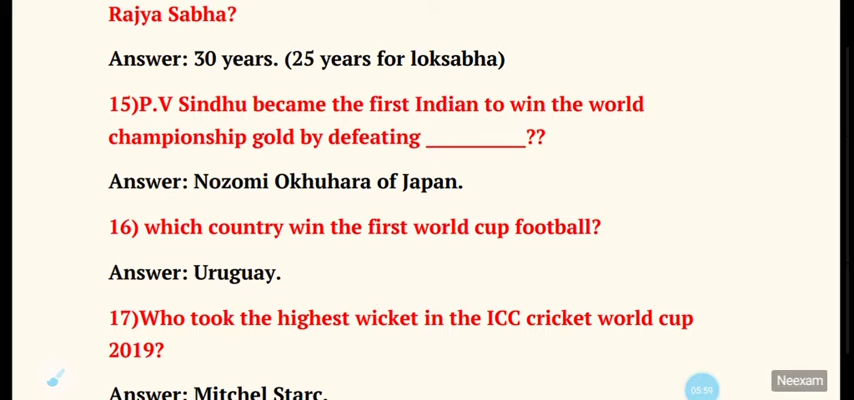 Rajya Sabha?
Answer: 30 years. (25 years for loksabha)
15)P.V Sindhu became the first Indian to win the world
championship gold by defeating __________??
Answer: Nozomi Okhuhara of Japan.
16) which country win the first world cup football?
Answer: Uruguay.
17)Who took the highest wicket in the ICC cricket world cup
2019?
Answer: Mitchel Starc.
05:59
Neexam